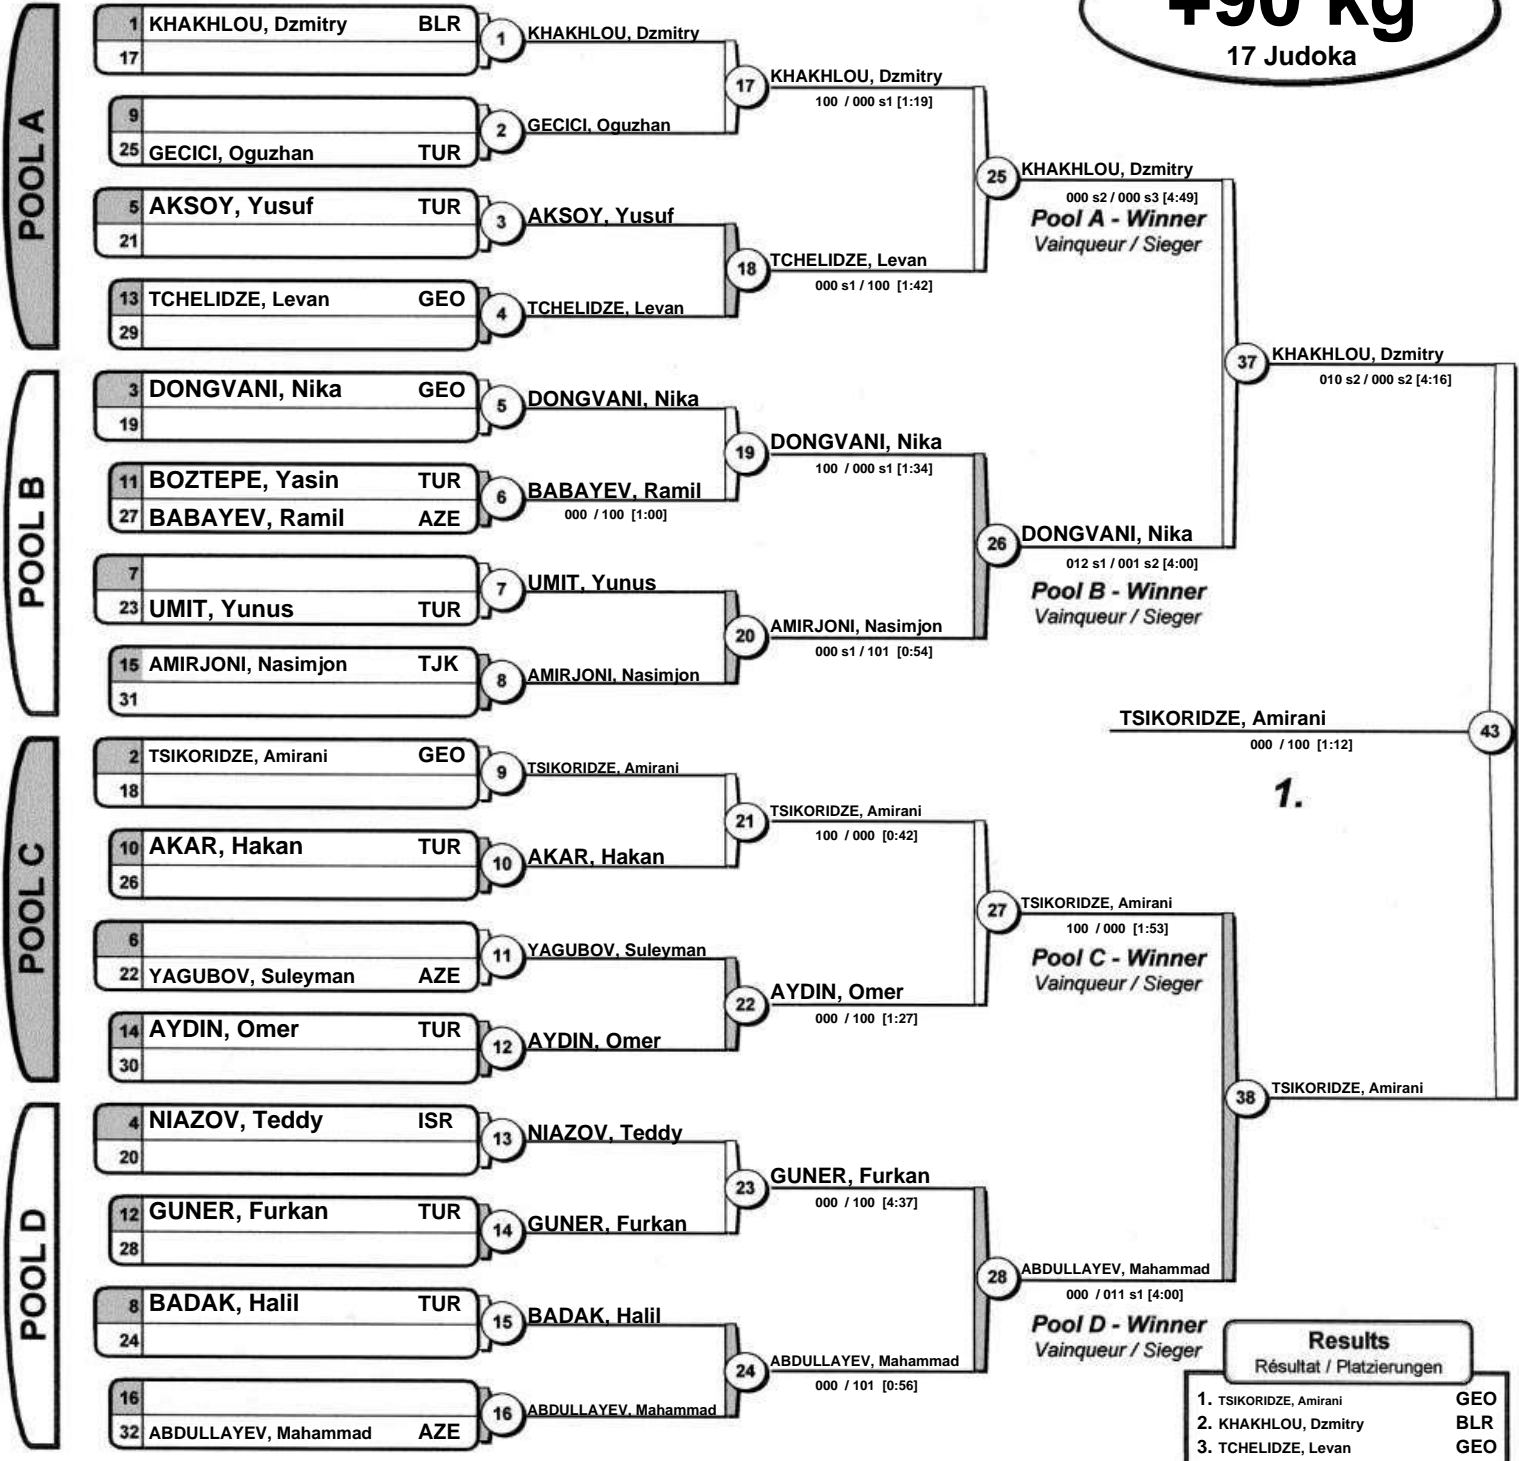 +90 kg
17 Judoka
POOL A
1 KHAKHLOU, Dzmitry BLR
17
1 KHAKHLOU, Dzmitry
9
25 GECICI, Oguzhan TUR
2 GECICI, Oguzhan
17 KHAKHLOU, Dzmitry
100 / 000 s1 [1:19]
5 AKSOY, Yusuf TUR
21
3 AKSOY, Yusuf
13 TCHELIDZE, Levan GEO
29
4 TCHELIDZE, Levan
18 TCHELIDZE, Levan
000 s1 / 100 [1:42]
25 KHAKHLOU, Dzmitry
000 s2 / 000 s3 [4:49]
Pool A - Winner
Vainqueur / Sieger
POOL B
3 DONGVANI, Nika GEO
19
5 DONGVANI, Nika
11 BOZTEPE, Yasin TUR
27 BABAYEV, Ramil AZE
6 BABAYEV, Ramil
000 / 100 [1:00]
19 DONGVANI, Nika
100 / 000 s1 [1:34]
7
23 UMIT, Yunus TUR
7 UMIT, Yunus
15 AMIRJONI, Nasimjon TJK
31
8 AMIRJONI, Nasimjon
20 AMIRJONI, Nasimjon
000 s1 / 101 [0:54]
26 DONGVANI, Nika
012 s1 / 001 s2 [4:00]
Pool B - Winner
Vainqueur / Sieger
37 KHAKHLOU, Dzmitry
010 s2 / 000 s2 [4:16]
TSIKORIDZE, Amirani
43
000 / 100 [1:12]
1.
POOL C
2 TSIKORIDZE, Amirani GEO
18
9 TSIKORIDZE, Amirani
10 AKAR, Hakan TUR
26
10 AKAR, Hakan
21 TSIKORIDZE, Amirani
100 / 000 [0:42]
6
22 YAGUBOV, Suleyman AZE
11 YAGUBOV, Suleyman
14 AYDIN, Omer TUR
30
12 AYDIN, Omer
22 AYDIN, Omer
000 / 100 [1:27]
27 TSIKORIDZE, Amirani
100 / 000 [1:53]
Pool C - Winner
Vainqueur / Sieger
POOL D
4 NIAZOV, Teddy ISR
20
13 NIAZOV, Teddy
12 GUNER, Furkan TUR
28
14 GUNER, Furkan
23 GUNER, Furkan
000 / 100 [4:37]
8 BADAK, Halil TUR
24
15 BADAK, Halil
16
32 ABDULLAYEV, Mahammad AZE
16 ABDULLAYEV, Mahammad
24 ABDULLAYEV, Mahammad
000 / 101 [0:56]
28 ABDULLAYEV, Mahammad
000 / 011 s1 [4:00]
Pool D - Winner
Vainqueur / Sieger
38 TSIKORIDZE, Amirani
Results
Résultat / Platzierungen
1. TSIKORIDZE, Amirani GEO
2. KHAKHLOU, Dzmitry BLR
3. TCHELIDZE, Levan GEO